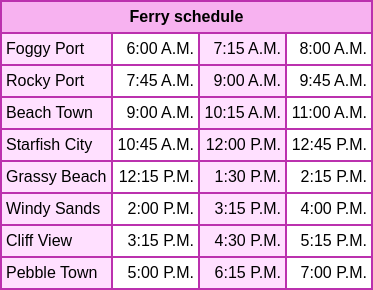 Ferry schedule
Foggy Port 6:00 A.M. 7:15 A.M. 8:00 A.M.
Rocky Port 7:45 A.M. 9:00 A.M. 9:45 A.M.
Beach Town 9:00 A.M. 10:15 A.M. 11:00 A.M.
Starfish City 10:45 A.M. 12:00 P.M. 12:45 P.M.
Grassy Beach 12:15 P.M. 1:30 P.M. 2:15 P.M.
Windy Sands 2:00 P.M. 3:15 P.M. 4:00 P.M.
Cliff View 3:15 P.M. 4:30 P.M. 5:15 P.M.
Pebble Town 5:00 P.M. 6:15 P.M. 7:00 P.M.